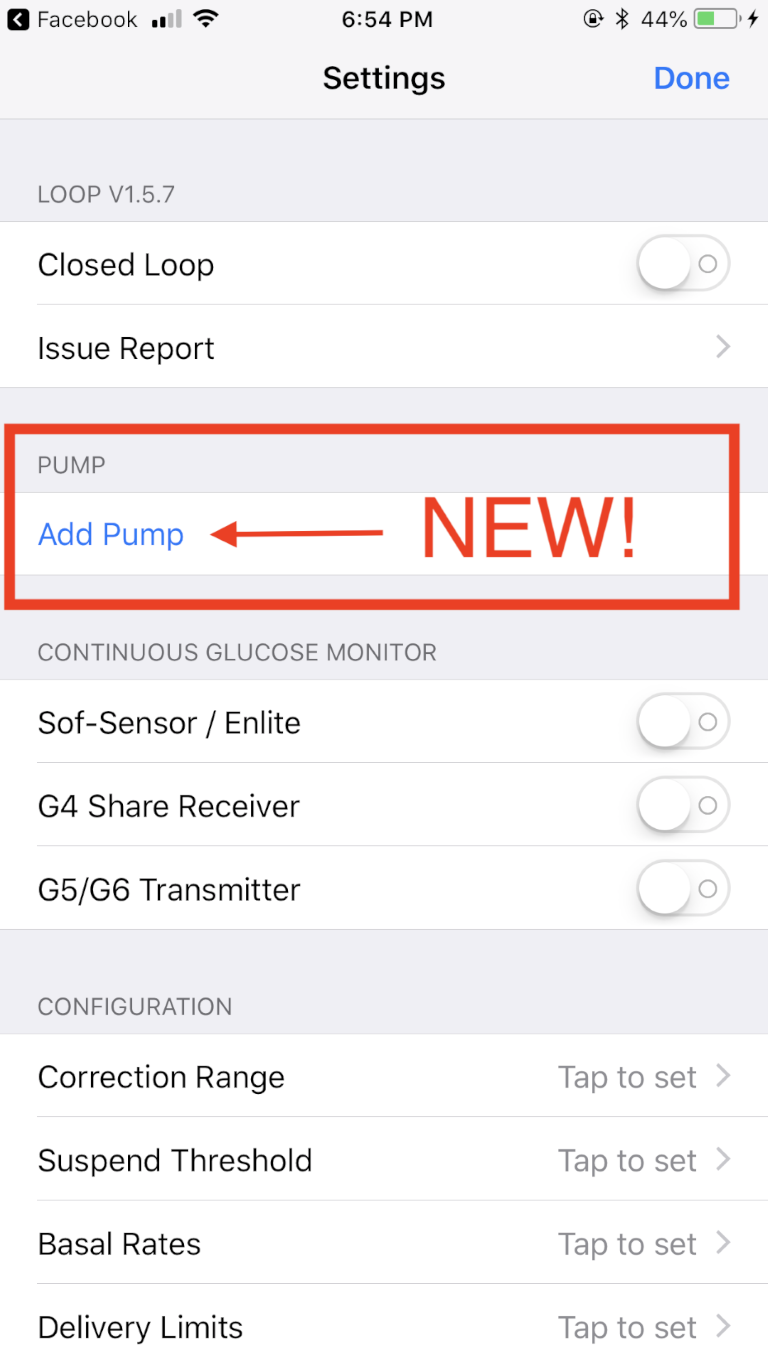 Facebook 6:54 PM 44%
Settings Done
LOOP V1.5.7
Closed Loop
Issue Report
PUMP
Add Pump NEW!
CONTINUOUS GLUCOSE MONITOR
Sof-Sensor / Enlite
G4 Share Receiver
G5/G6 Transmitter
CONFIGURATION
Correction Range Tap to set
Suspend Threshold Tap to set
Basal Rates Tap to set
Delivery Limits Tap to set